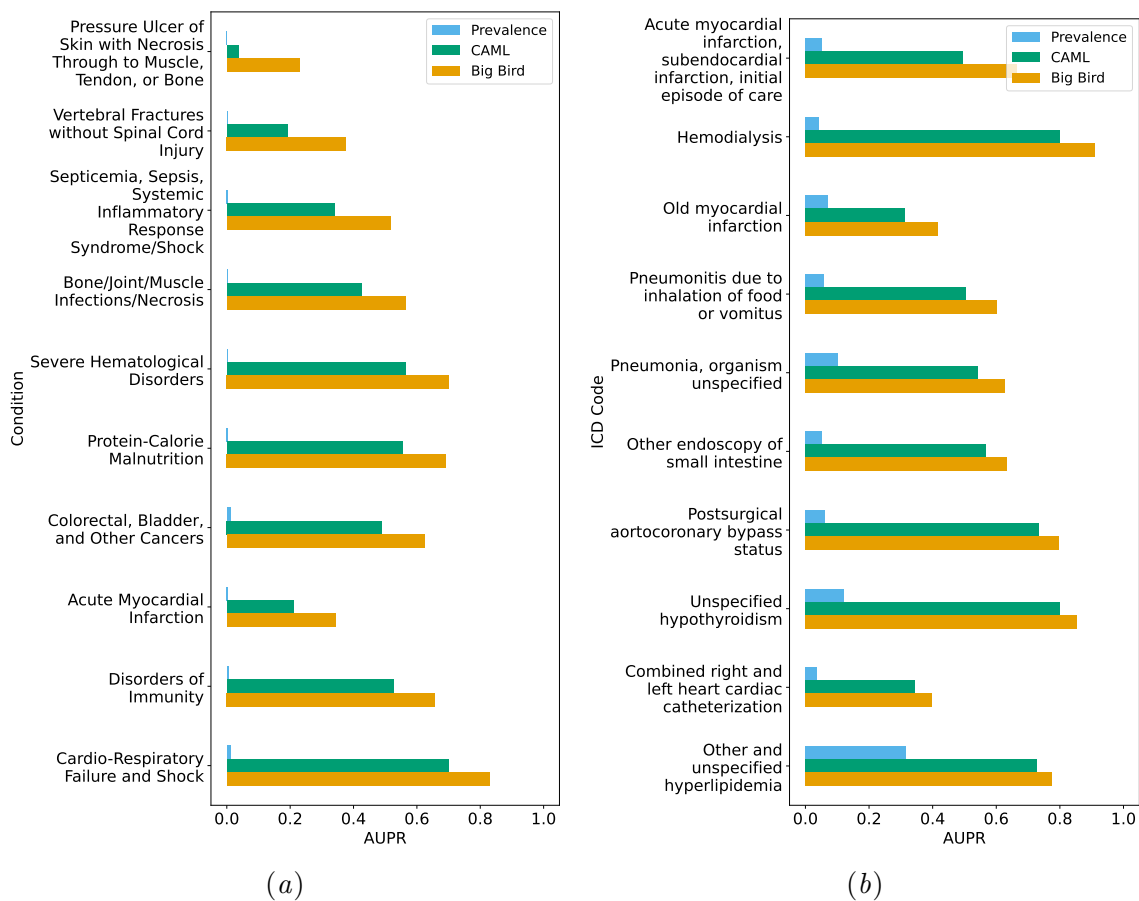 Pressure Ulcer of
Skin with Necrosis
Through to Muscle,
Tendon, or Bone
Vertebral Fractures
without Spinal Cord
Injury
Septicemia, Sepsis,
Systemic
Inflammatory
Response
Syndrome/Shock
Bone/Joint/Muscle
Infections/Necrosis
Severe Hematological
Disorders
Protein-Calorie
Malnutrition
Colorectal, Bladder,
and Other Cancers
Acute Myocardial
Infarction
Disorders of
Immunity
Cardio-Respiratory
Failure and Shock
Condition
Prevalence
CAML
Big Bird
0.0 0.2 0.4 0.6 0.8 1.0
AUPR
(a)
Acute myocardial
infarction,
subendocardial
infarction, initial
episode of care
Hemodialysis
Old myocardial
infarction
Pneumonitis due to
inhalation of food
or vomitus
Pneumonia, organism
unspecified
Other endoscopy of
small intestine
Postsurgical
aortocoronary bypass
status
Unspecified
hypothyroidism
Combined right and
left heart cardiac
catheterization
Other and
unspecified
hyperlipidemia
ICD Code
Prevalence
CAML
Big Bird
0.0 0.2 0.4 0.6 0.8 1.0
AUPR
(b)